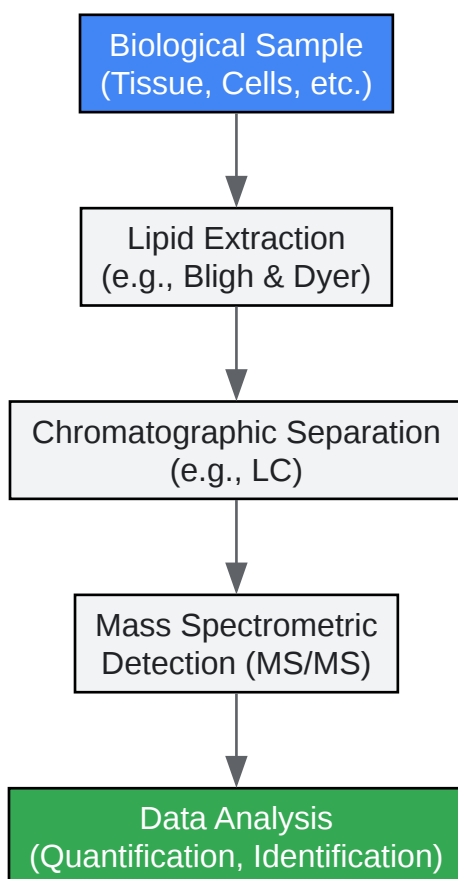 Biological Sample
(Tissue, Cells, etc.)
Lipid Extraction
(e.g., Bligh & Dyer)
Chromatographic Separation
(e.g., LC)
Mass Spectrometric
Detection (MS/MS)
Data Analysis
(Quantification, Identification)